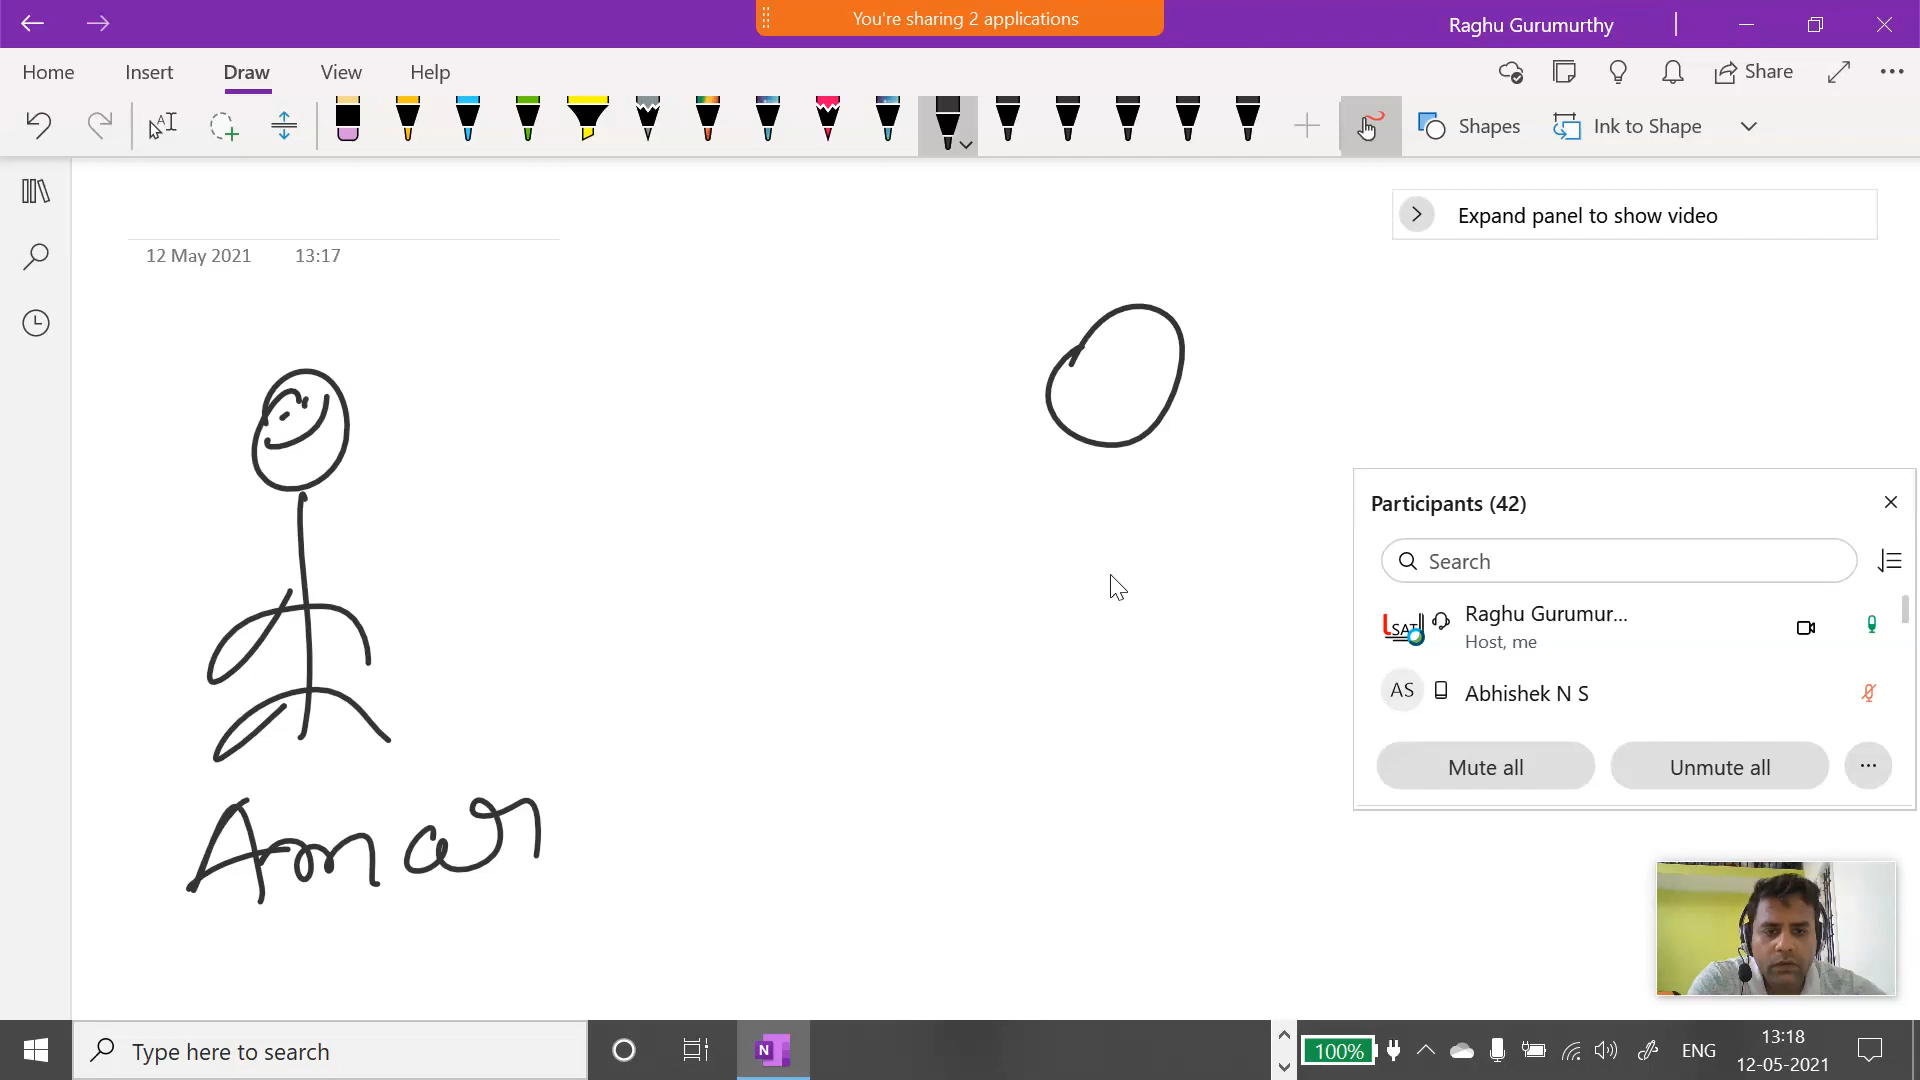 You're sharing 2 applications
Raghu Gurumurthy
Home Insert Draw View Help
Share
Shapes
Ink to Shape
Expand panel to show video
12 May 2021 13:17
Participants (42)
Search
LSAT
Raghu Gurumur...
Host, me
AS
Abhishek N S
Mute all
Unmute all
Amar
Type here to search
N
100%
ENG
13:18
12-05-2021